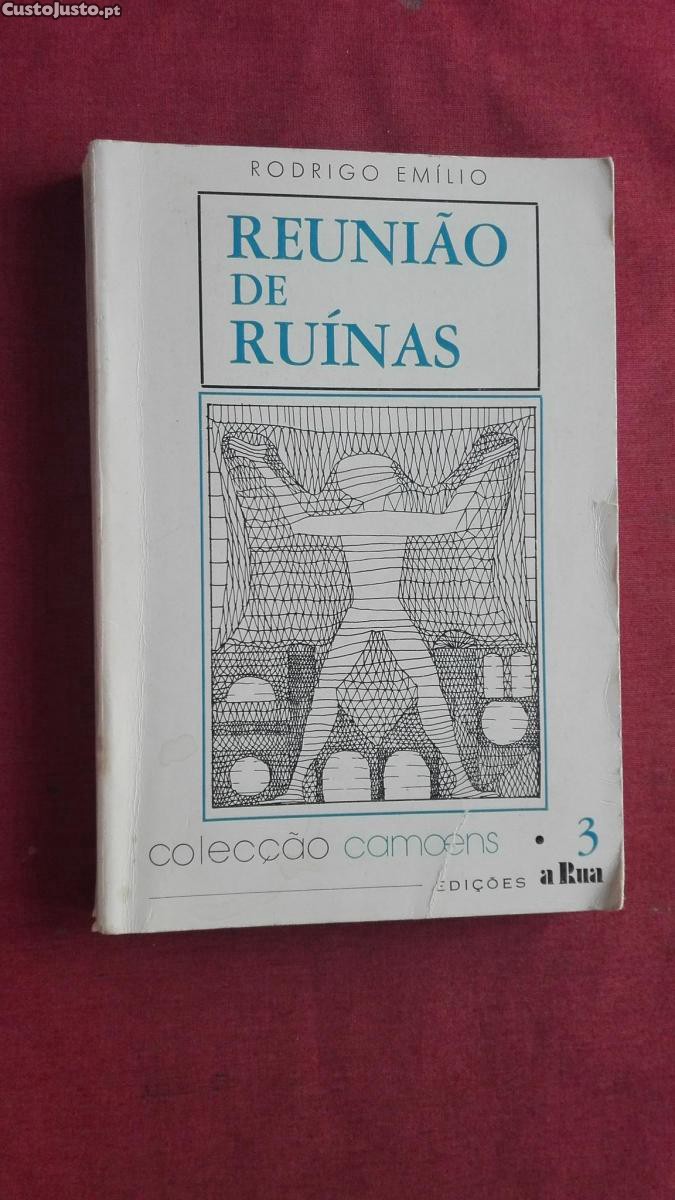 CustoJusto.pt
RODRIGO EMÍLIO
REUNIÃO
DE
RUÍNAS
colecção camoens • 3
EDIÇÕES a Rua